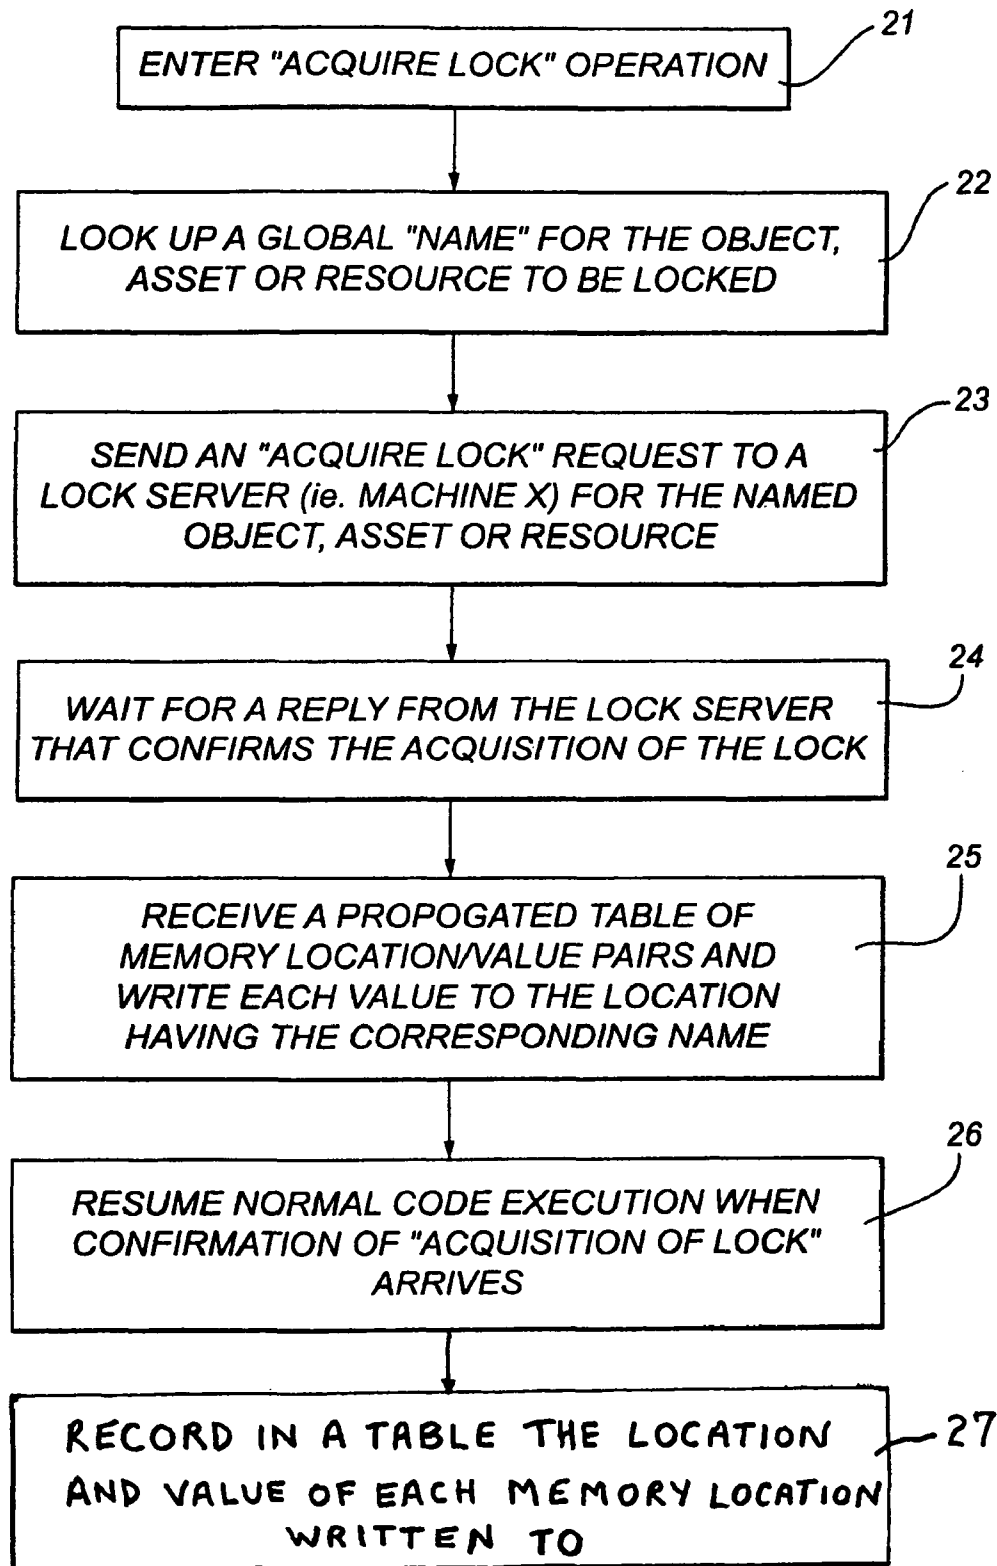 21
ENTER "ACQUIRE LOCK" OPERATION
22
LOOK UP A GLOBAL "NAME" FOR THE OBJECT,
ASSET OR RESOURCE TO BE LOCKED
23
SEND AN "ACQUIRE LOCK" REQUEST TO A
LOCK SERVER (ie. MACHINE X) FOR THE NAMED
OBJECT, ASSET OR RESOURCE
24
WAIT FOR A REPLY FROM THE LOCK SERVER
THAT CONFIRMS THE ACQUISITION OF THE LOCK
25
RECEIVE A PROPOGATED TABLE OF
MEMORY LOCATION/VALUE PAIRS AND
WRITE EACH VALUE TO THE LOCATION
HAVING THE CORRESPONDING NAME
26
RESUME NORMAL CODE EXECUTION WHEN
CONFIRMATION OF "ACQUISITION OF LOCK"
ARRIVES
RECORD IN A TABLE THE LOCATION
27
AND VALUE OF EACH MEMORY LOCATION
WRITTEN TO